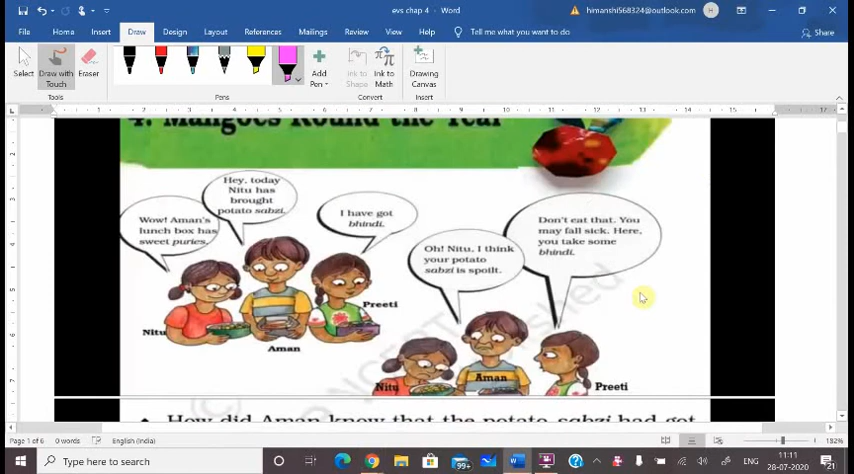 evs chap 4 - Word
himanshi568324@outlook.com
H
File Home Insert Draw Design Layout References Mailings Review View Help Tell me what you want to do
Share
Select
Draw with Touch
Eraser
Add Pen
Ink to Shape
Ink to Math
Drawing Canvas
Tools Pens Convert Insert
4. Mangoes Round the Year
Wow! Aman's
lunch box has
sweet puries.
Hey, today
Nitu has
brought
potato sabzi.
I have got
bhindi.
Oh! Nitu, I think
your potato
sabzi is spoilt.
Don't eat that. You
may fall sick. Here,
you take some
bhindi.
Nitu
Aman
Preeti
Nitu
Aman
Preeti
How did Aman know that the potato sabzi had got
Page 1 of 6 0 words English (India) 182%
Type here to search
99+
ENG
11:11
28-07-2020
21